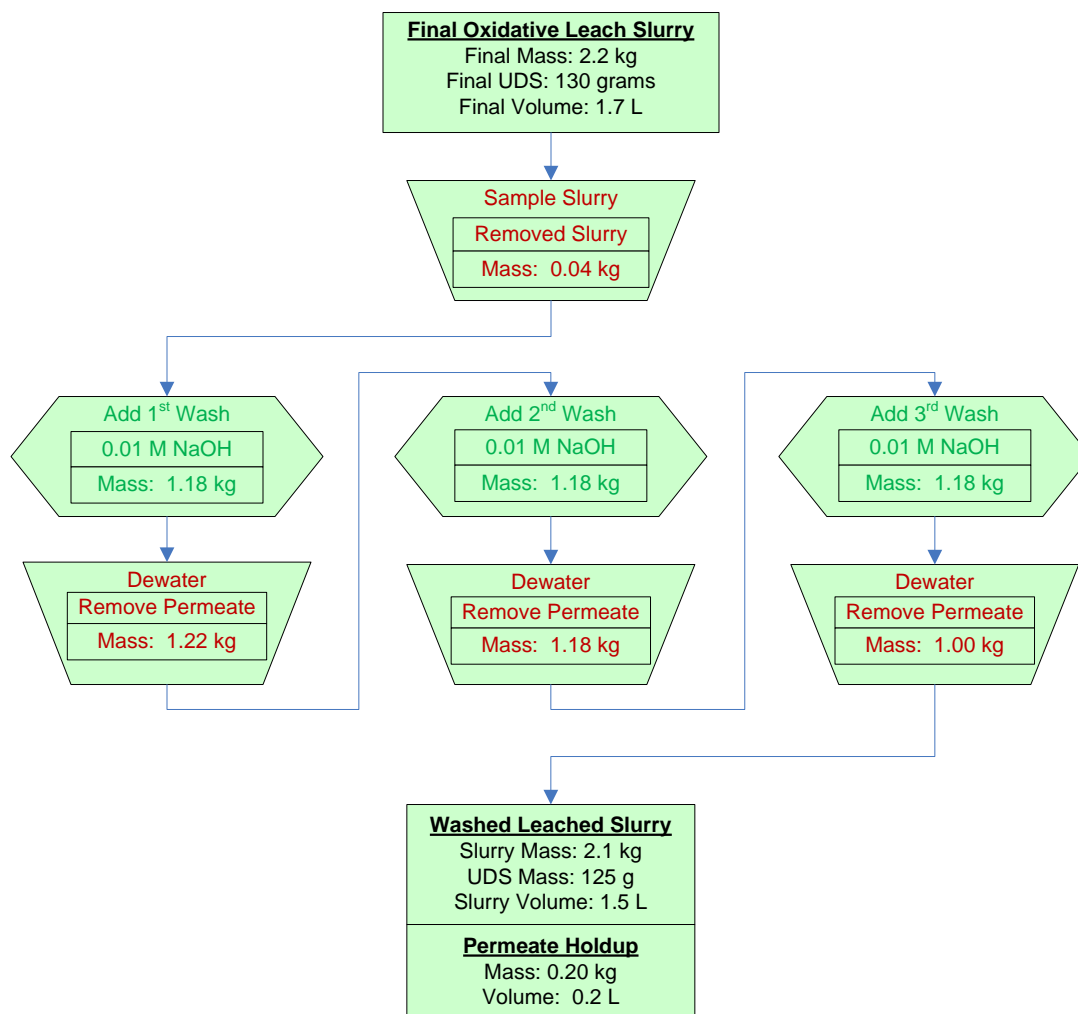 Final Oxidative Leach Slurry
Final Mass: 2.2 kg
Final UDS: 130 grams
Final Volume: 1.7 L
Sample Slurry
Removed Slurry
Mass: 0.04 kg
Add 1st Wash
0.01 M NaOH
Mass: 1.18 kg
Add 2nd Wash
0.01 M NaOH
Mass: 1.18 kg
Add 3rd Wash
0.01 M NaOH
Mass: 1.18 kg
Dewater
Remove Permeate
Mass: 1.22 kg
Dewater
Remove Permeate
Mass: 1.18 kg
Dewater
Remove Permeate
Mass: 1.00 kg
Washed Leached Slurry
Slurry Mass: 2.1 kg
UDS Mass: 125 g
Slurry Volume: 1.5 L
Permeate Holdup
Mass: 0.20 kg
Volume: 0.2 L